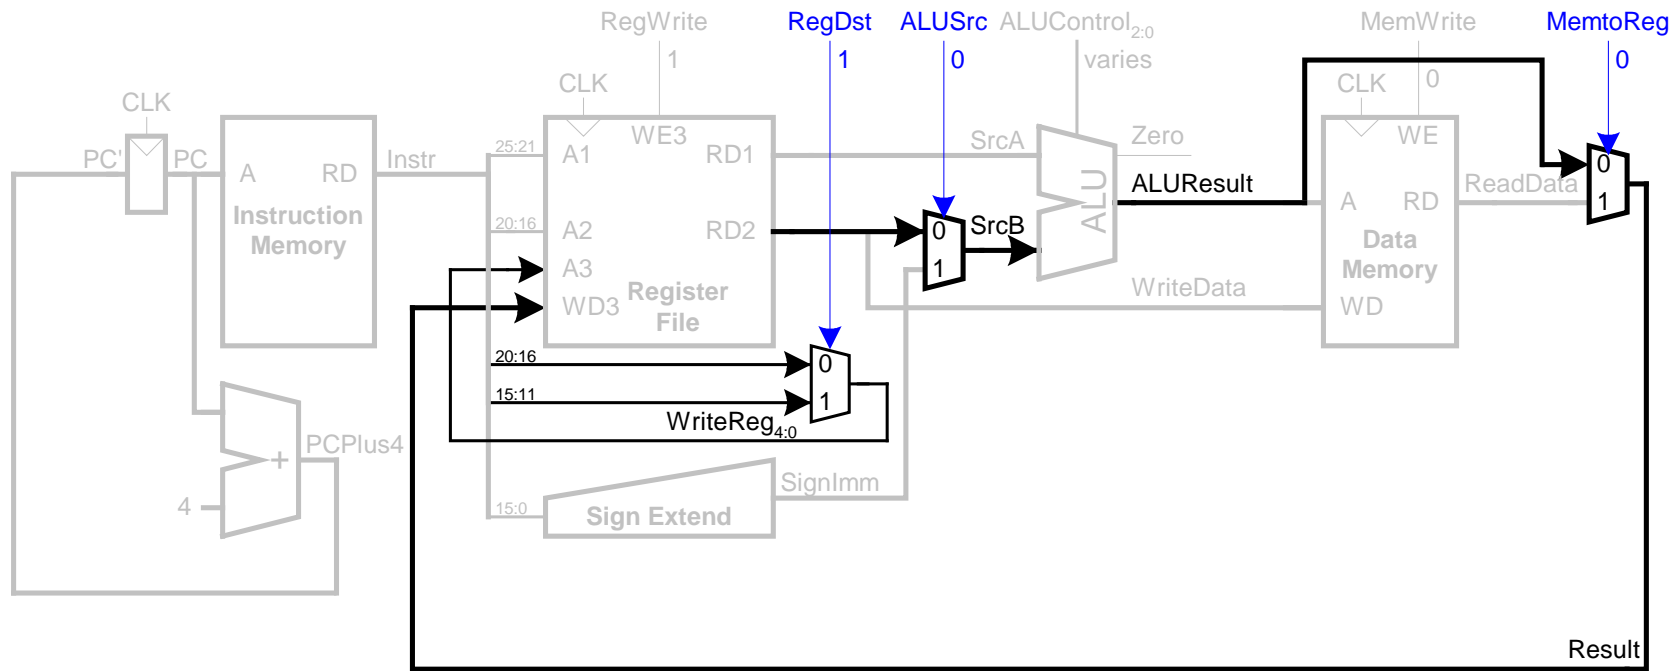 RegWrite RegDst ALUSrc ALUControl2:0 MemWrite MemtoReg
1 1 0 varies 0 0
CLK CLK CLK
PC' PC A RD Instr 25:21 A1 WE3 RD1 SrcA Zero WE 0
Instruction
Memory
20:16 A2 RD2 0 SrcB ALU ALUResult A RD ReadData 1
A3 1 Data
Memory
WD3 Register
File
WriteData WD
20:16 0
15:11 1
WriteReg4:0
PCPlus4
+
4
SignImm
15:0 Sign Extend
Result